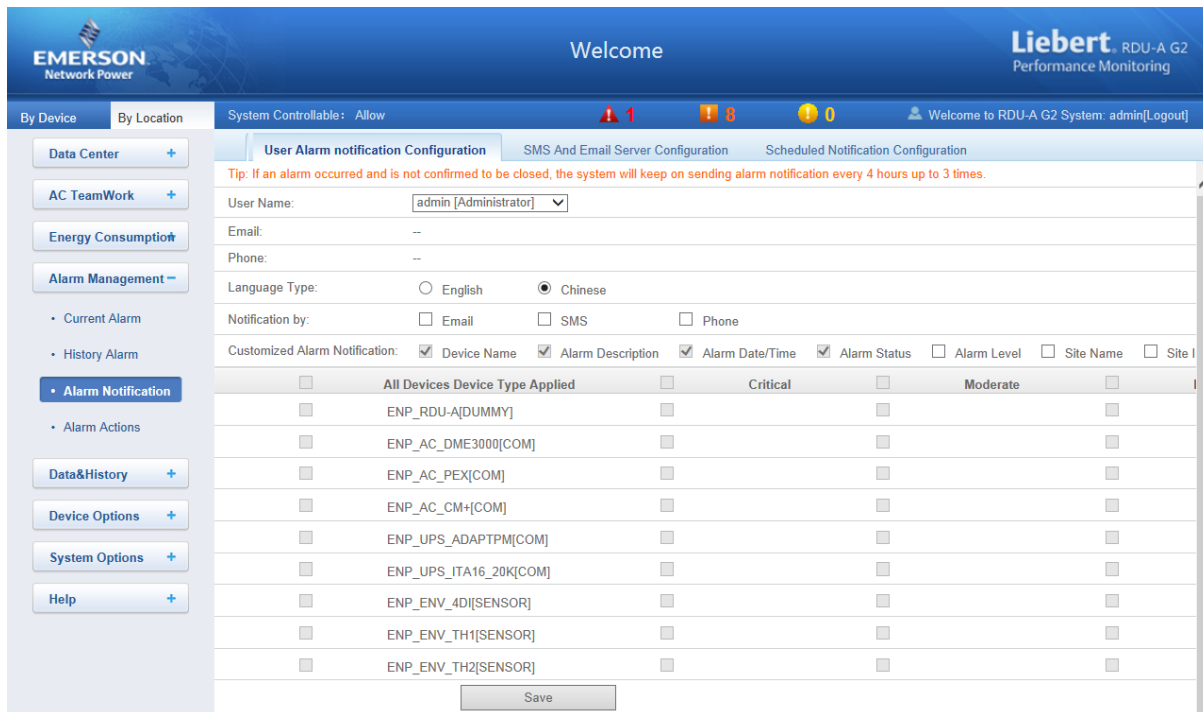 EMERSON
Network Power
Welcome
Liebert. RDU-A G2
Performance Monitoring
By Device By Location
System Controllable: Allow
1 8 0
Welcome to RDU-A G2 System: admin[Logout]
Data Center +
AC TeamWork +
Energy Consumption+
Alarm Management -
• Current Alarm
• History Alarm
• Alarm Notification
• Alarm Actions
Data&History +
Device Options +
System Options +
Help +
User Alarm notification Configuration SMS And Email Server Configuration Scheduled Notification Configuration
Tip: If an alarm occurred and is not confirmed to be closed, the system will keep on sending alarm notification every 4 hours up to 3 times.
User Name: admin [Administrator]
Email: --
Phone: --
Language Type: English Chinese
Notification by: Email SMS Phone
Customized Alarm Notification: Device Name Alarm Description Alarm Date/Time Alarm Status Alarm Level Site Name Site
All Devices Device Type Applied Critical Moderate
ENP_RDU-A[DUMMY]
ENP_AC_DME3000[COM]
ENP_AC_PEX[COM]
ENP_AC_CM+[COM]
ENP_UPS_ADAPTPM[COM]
ENP_UPS_ITA16_20K[COM]
ENP_ENV_4DI[SENSOR]
ENP_ENV_TH1[SENSOR]
ENP_ENV_TH2[SENSOR]
Save